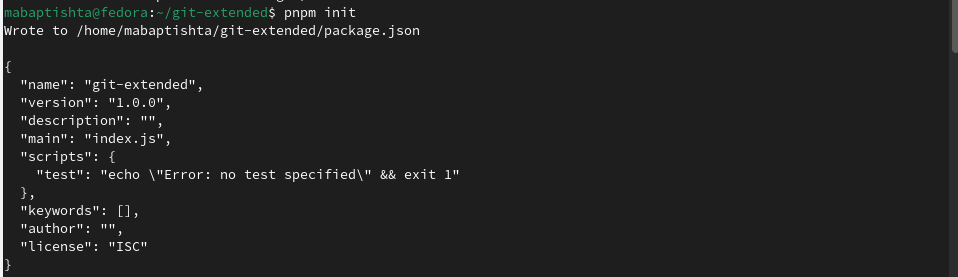 mabaptishta@fedora:~/git-extended$ pnpm init
Wrote to /home/mabaptishta/git-extended/package.json

{
  "name": "git-extended",
  "version": "1.0.0",
  "description": "",
  "main": "index.js",
  "scripts": {
    "test": "echo \"Error: no test specified\" && exit 1"
  },
  "keywords": [],
  "author": "",
  "license": "ISC"
}